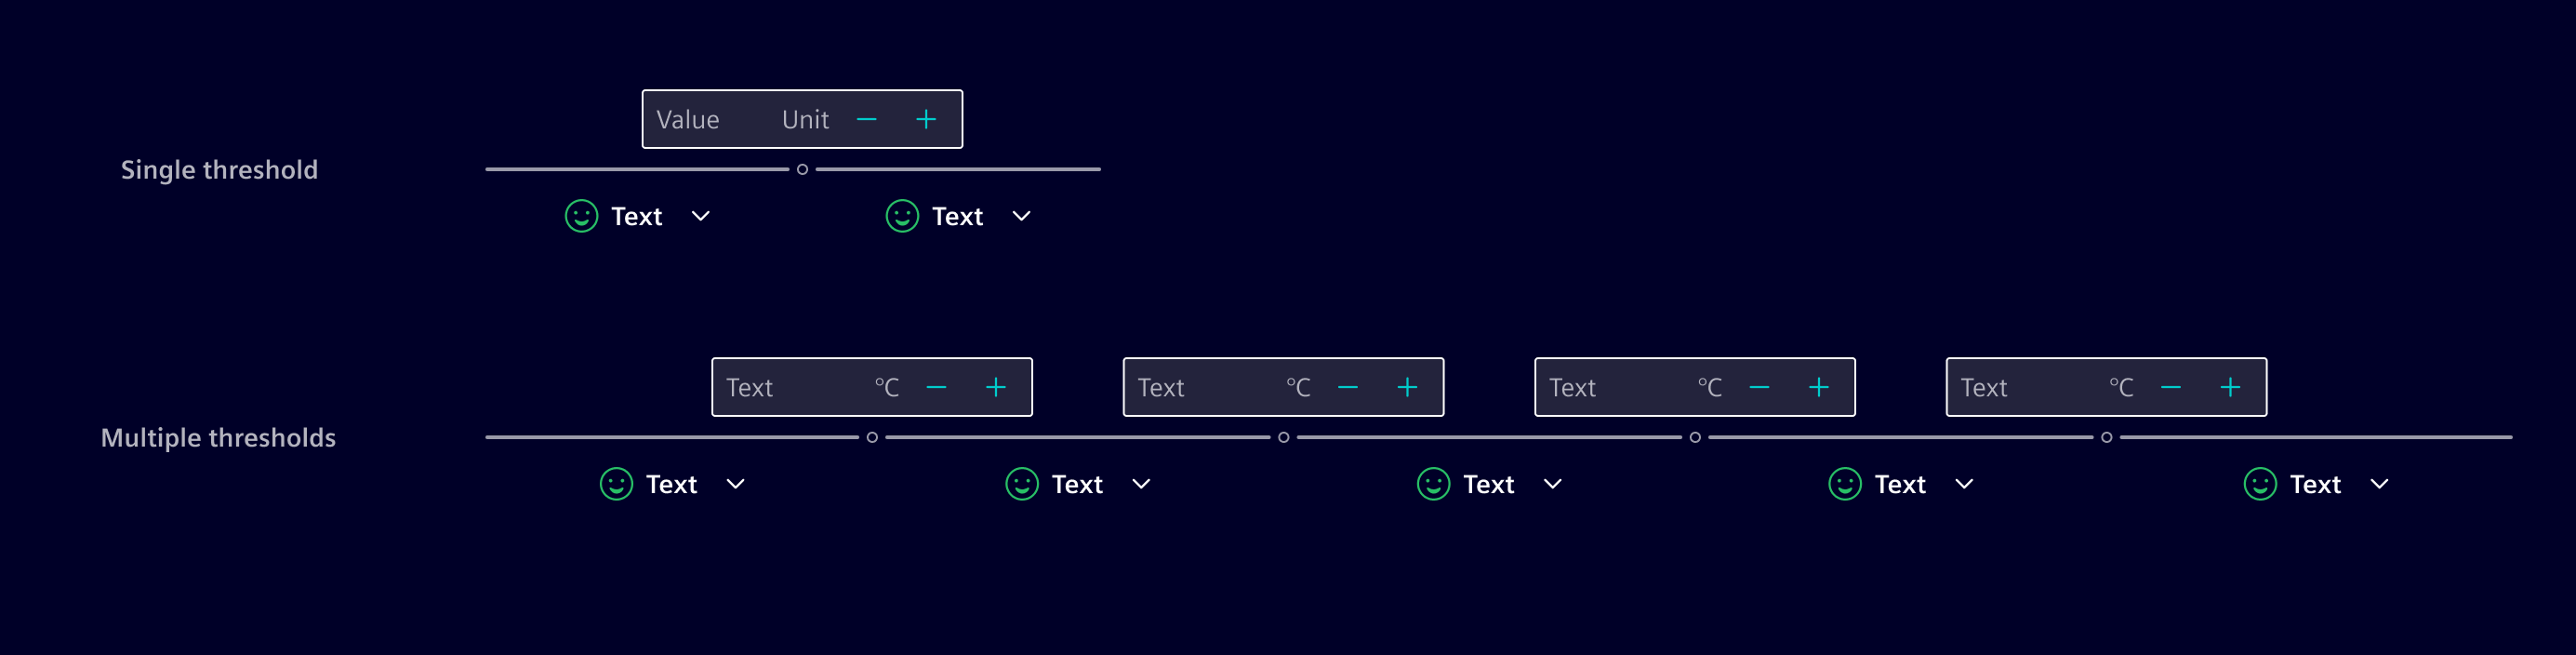 Value Unit − +
Single threshold
Text Text
Text °C − + Text °C − + Text °C − + Text °C − +
Multiple thresholds
Text Text Text Text Text